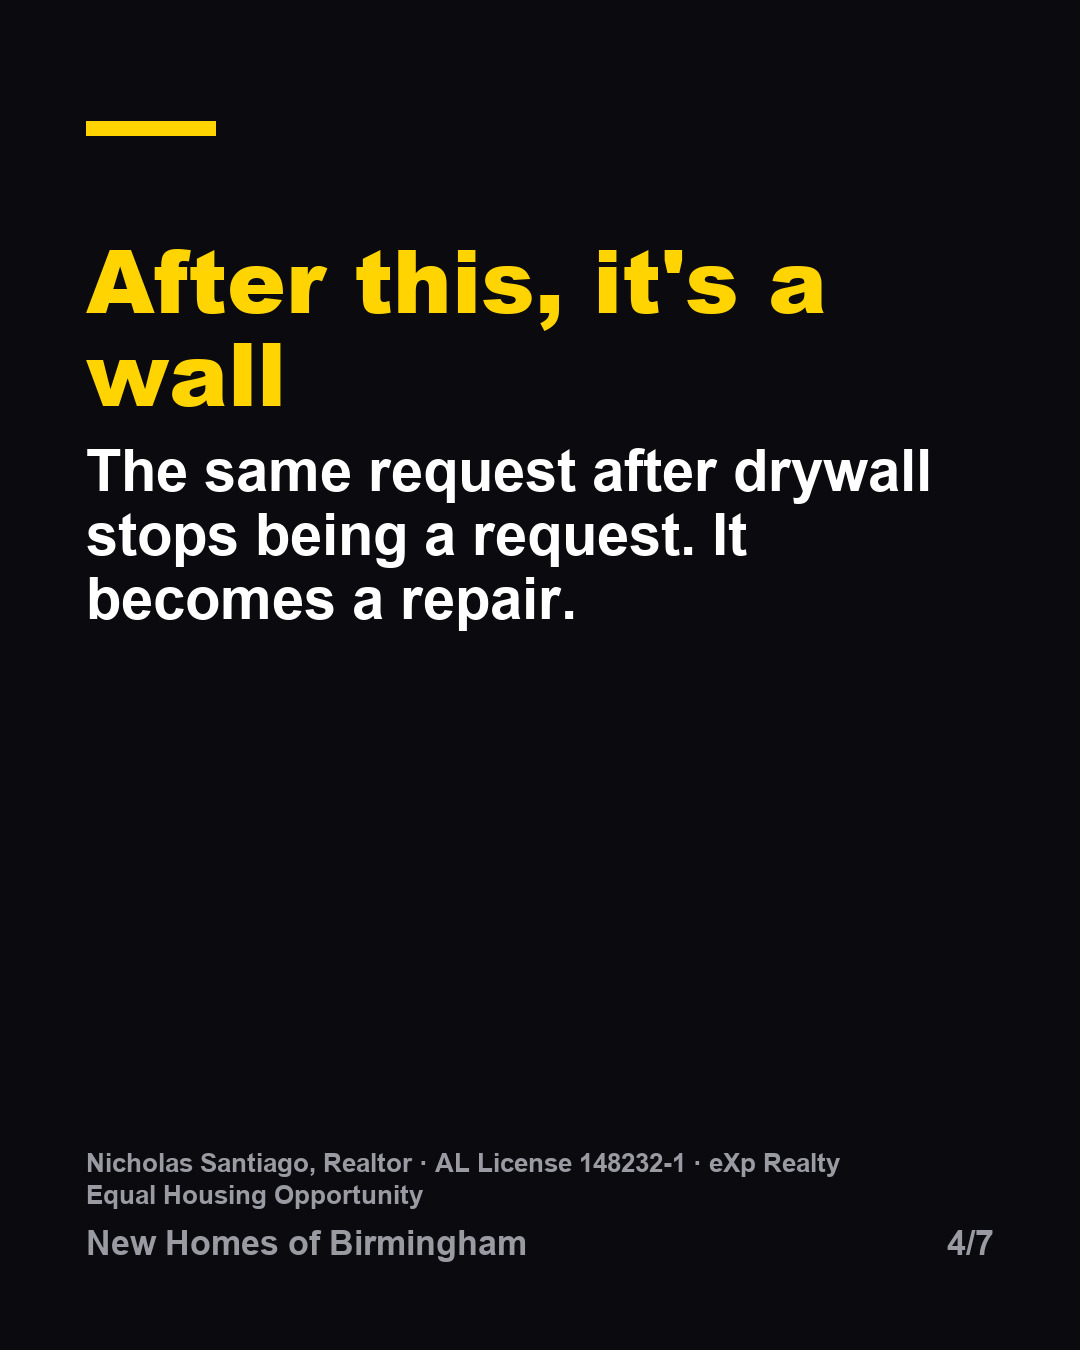 After this, it's a
wall
The same request after drywall
stops being a request. It
becomes a repair.
Nicholas Santiago, Realtor · AL License 148232-1 · eXp Realty
Equal Housing Opportunity
New Homes of Birmingham
4/7